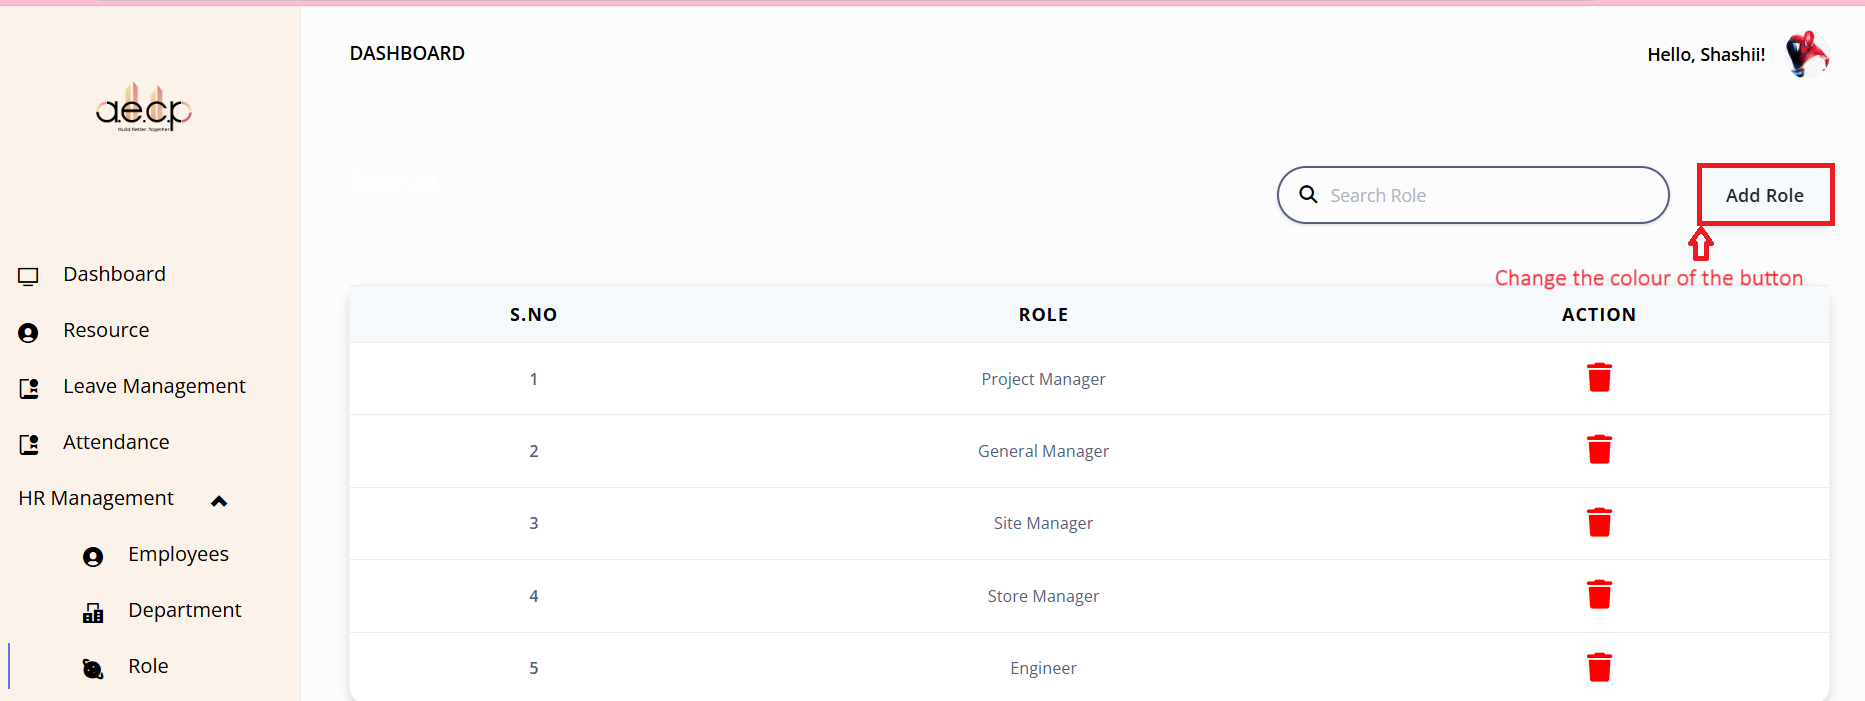 DASHBOARD
Hello, Shashii!
a.e.c.p
Build Better. Together.
Roles List
Search Role
Add Role
Change the colour of the button
Dashboard
Resource
Leave Management
Attendance
HR Management
Employees
Department
Role
S.NO ROLE ACTION
1 Project Manager
2 General Manager
3 Site Manager
4 Store Manager
5 Engineer